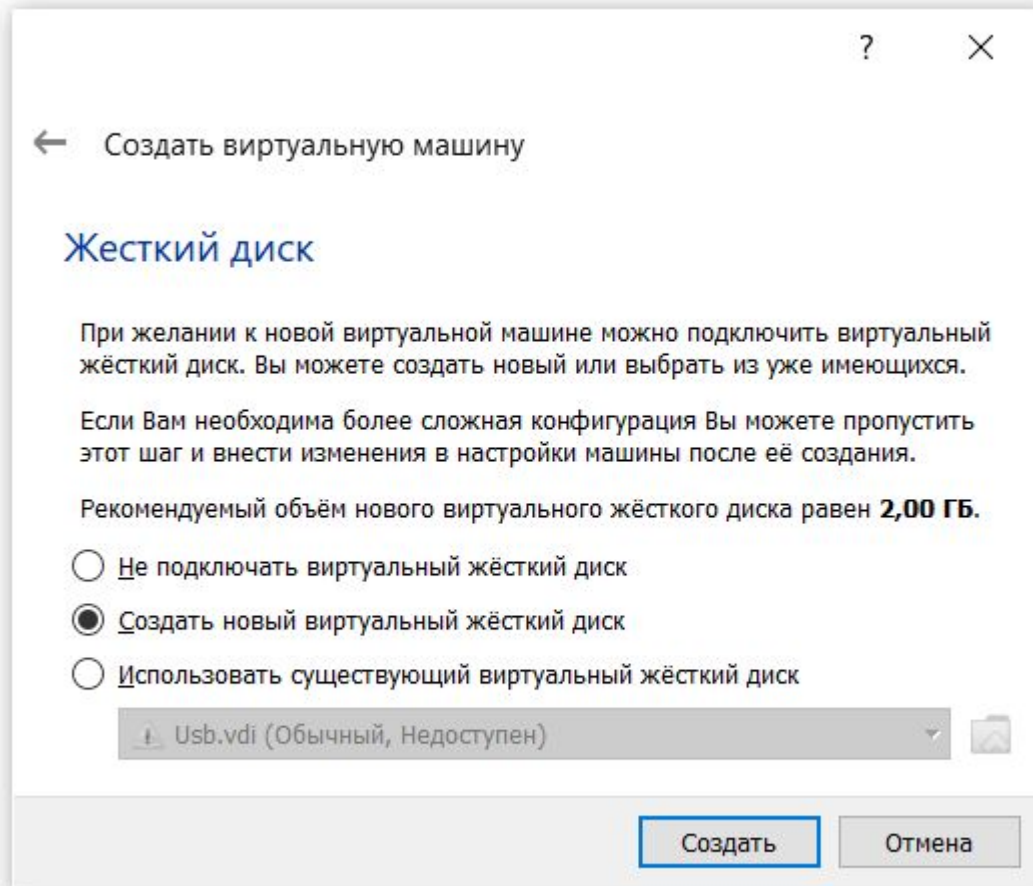 ?
Создать виртуальную машину
Жесткий диск
При желании к новой виртуальной машине можно подключить виртуальный
жёсткий диск. Вы можете создать новый или выбрать из уже имеющихся.
Если Вам необходима более сложная конфигурация Вы можете пропустить
этот шаг и внести изменения в настройки машины после её создания.
Рекомендуемый объём нового виртуального жёсткого диска равен 2,00 ГБ.
Не подключать виртуальный жёсткий диск
Создать новый виртуальный жёсткий диск
Использовать существующий виртуальный жёсткий диск
Usb.vdi (Обычный, Недоступен)
Создать Отмена